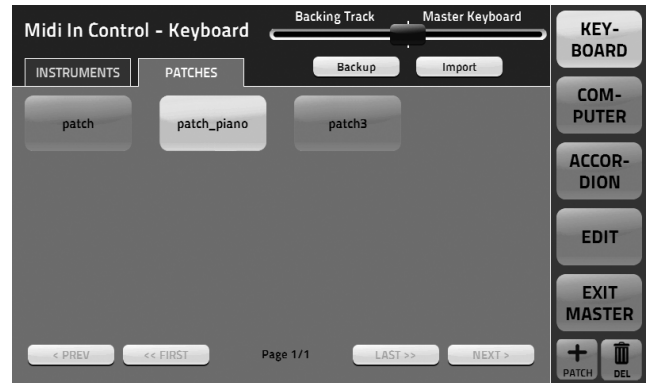 Midi In Control - Keyboard
Backing Track Master Keyboard
Backup Import
INSTRUMENTS PATCHES
patch patch_piano patch3
< PREV << FIRST Page 1/1 LAST >> NEXT >
KEY-
BOARD
COM-
PUTER
ACCOR-
DION
EDIT
EXIT
MASTER
PATCH DEL